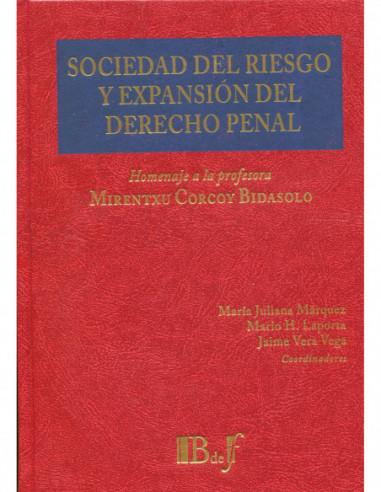 SOCIEDAD DEL RIESGO
Y EXPANSIÓN DEL
DERECHO PENAL
Homenaje a la profesora
MIRENTXU CORCOY BIDASOLO
María Juliana Márquez
Mario H. Laporta
Jaime Vera Vega
Coordinadores
B de f